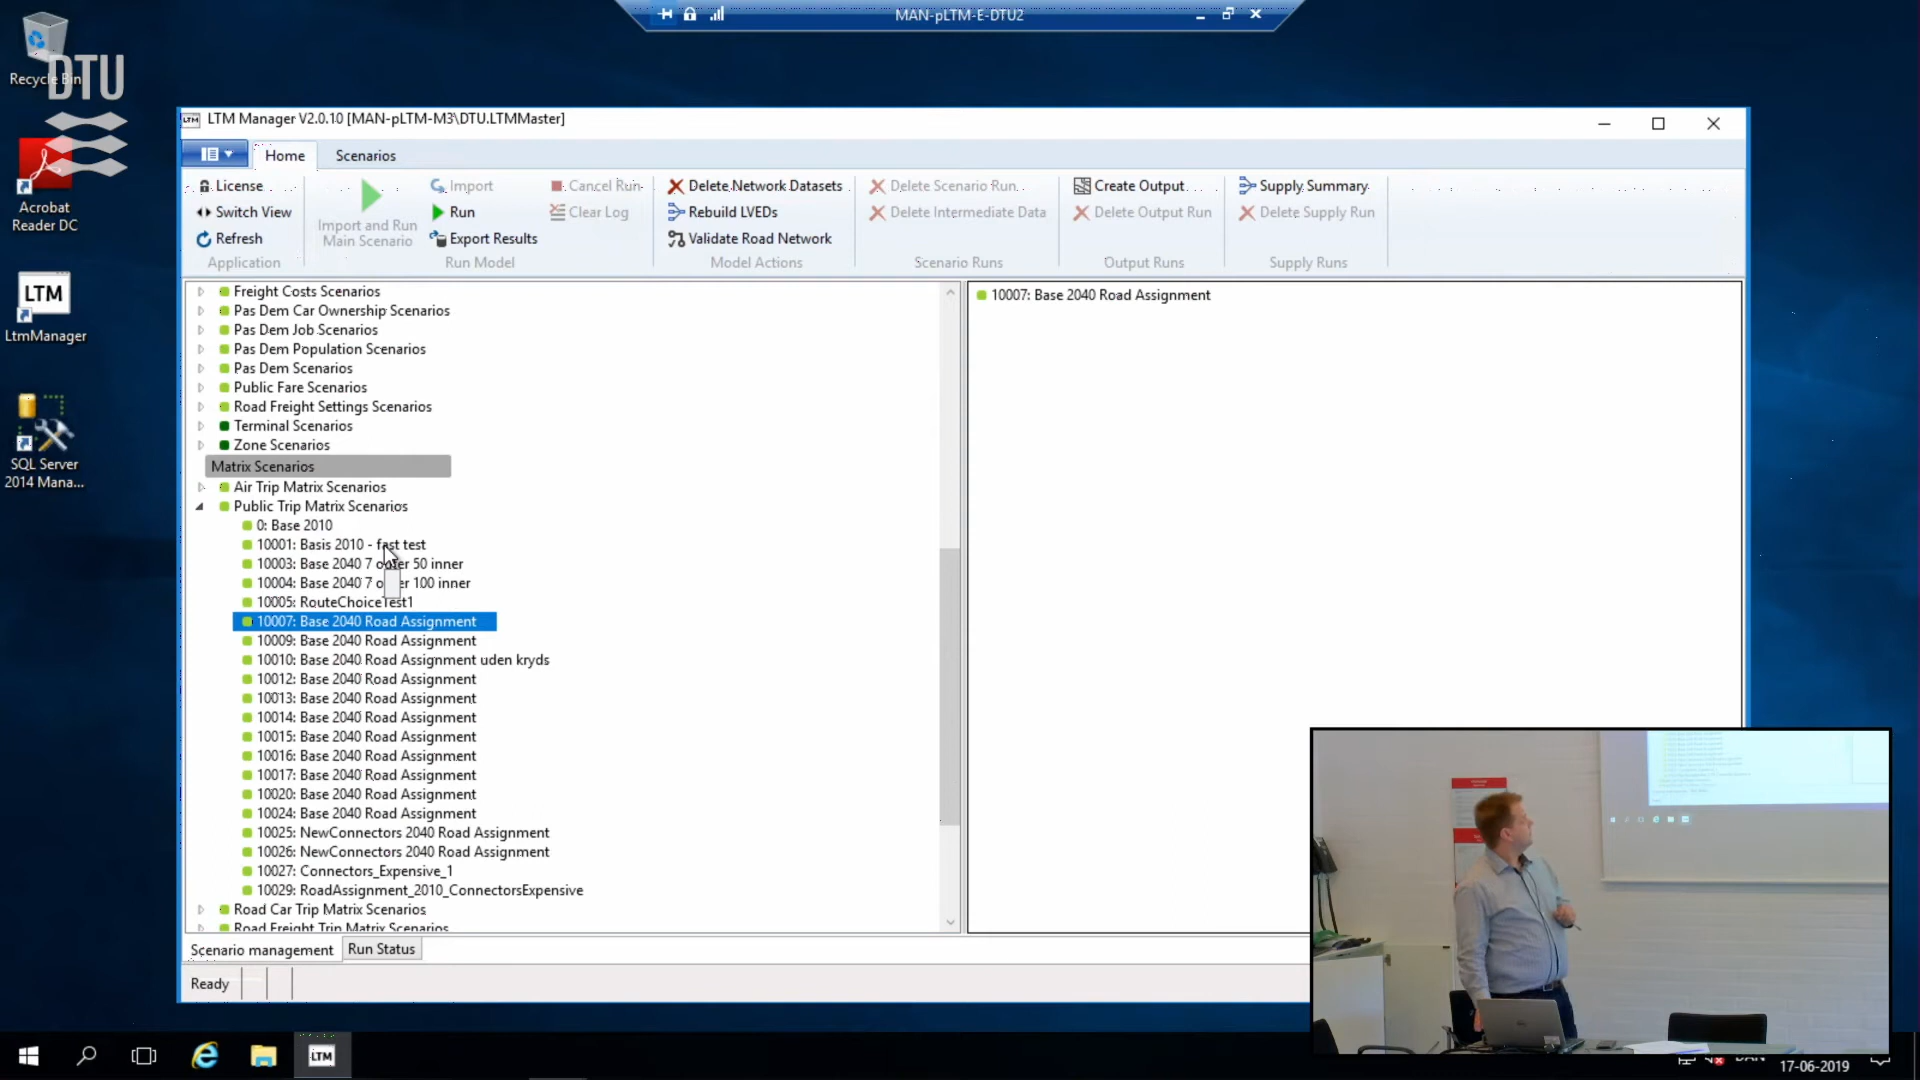 MAN-pLTM-E-DTU2
Recycle Bin
DTU
Acrobat
Reader DC
LTM
LtmManager
SQL Server
2014 Mana...
LTM Manager V2.0.10 [MAN-pLTM-M3\DTU.LTMMaster]
Home
Scenarios
License
Switch View
Refresh
Application
Import and Run
Main Scenario
Import
Run
Export Results
Run Model
Cancel Run
Clear Log
Delete Network Datasets
Rebuild LVEDs
Validate Road Network
Model Actions
Delete Scenario Run
Delete Intermediate Data
Scenario Runs
Create Output
Delete Output Run
Output Runs
Supply Summary
Delete Supply Run
Supply Runs
Freight Costs Scenarios
Pas Dem Car Ownership Scenarios
Pas Dem Job Scenarios
Pas Dem Population Scenarios
Pas Dem Scenarios
Public Fare Scenarios
Road Freight Settings Scenarios
Terminal Scenarios
Zone Scenarios
Matrix Scenarios
Air Trip Matrix Scenarios
Public Trip Matrix Scenarios
0: Base 2010
10001: Basis 2010 - fast test
10003: Base 2040 7 outer 50 inner
10004: Base 2040 7 outer 100 inner
10005: RouteChoiceTest1
10007: Base 2040 Road Assignment
10009: Base 2040 Road Assignment
10010: Base 2040 Road Assignment uden kryds
10012: Base 2040 Road Assignment
10013: Base 2040 Road Assignment
10014: Base 2040 Road Assignment
10015: Base 2040 Road Assignment
10016: Base 2040 Road Assignment
10017: Base 2040 Road Assignment
10020: Base 2040 Road Assignment
10024: Base 2040 Road Assignment
10025: NewConnectors 2040 Road Assignment
10026: NewConnectors 2040 Road Assignment
10027: Connectors_Expensive_1
10029: RoadAssignment_2010_ConnectorsExpensive
Road Car Trip Matrix Scenarios
Road Freight Trip Matrix Scenarios
10007: Base 2040 Road Assignment
Scenario management
Run Status
Ready
LTM
DAN
17-06-2019